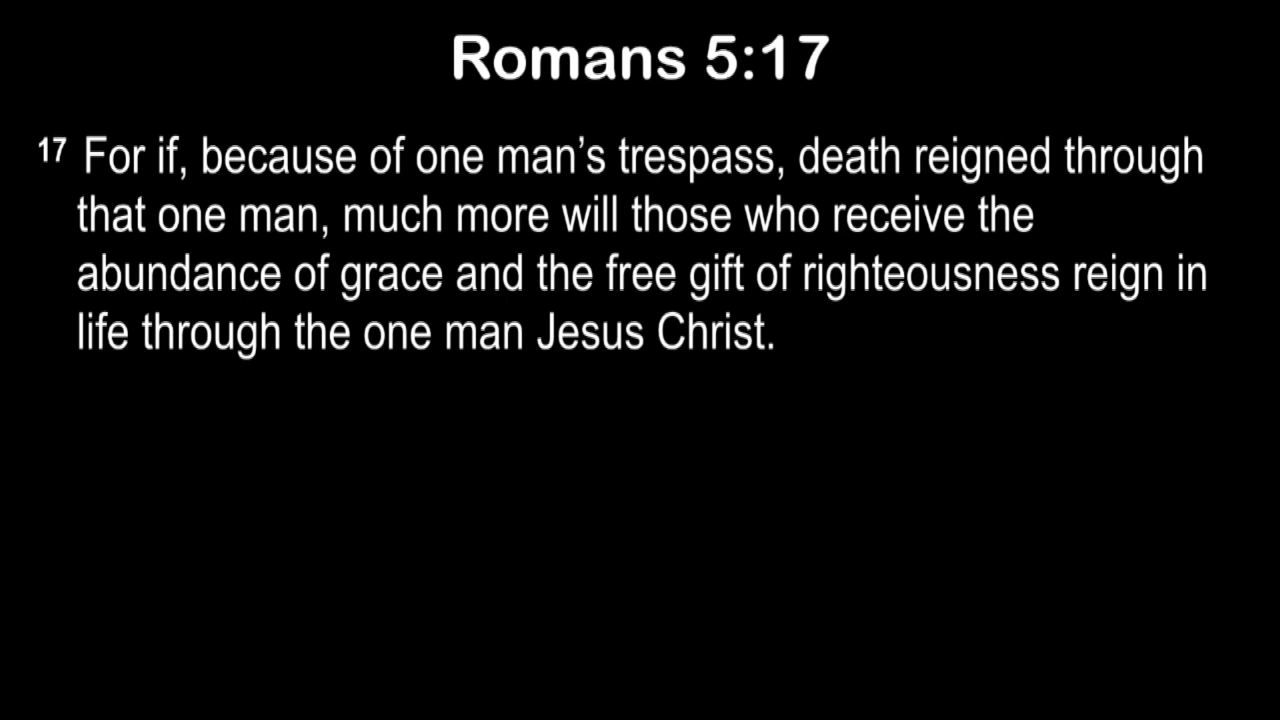 Romans 5:17
17 For if, because of one man’s trespass, death reigned through
that one man, much more will those who receive the
abundance of grace and the free gift of righteousness reign in
life through the one man Jesus Christ.